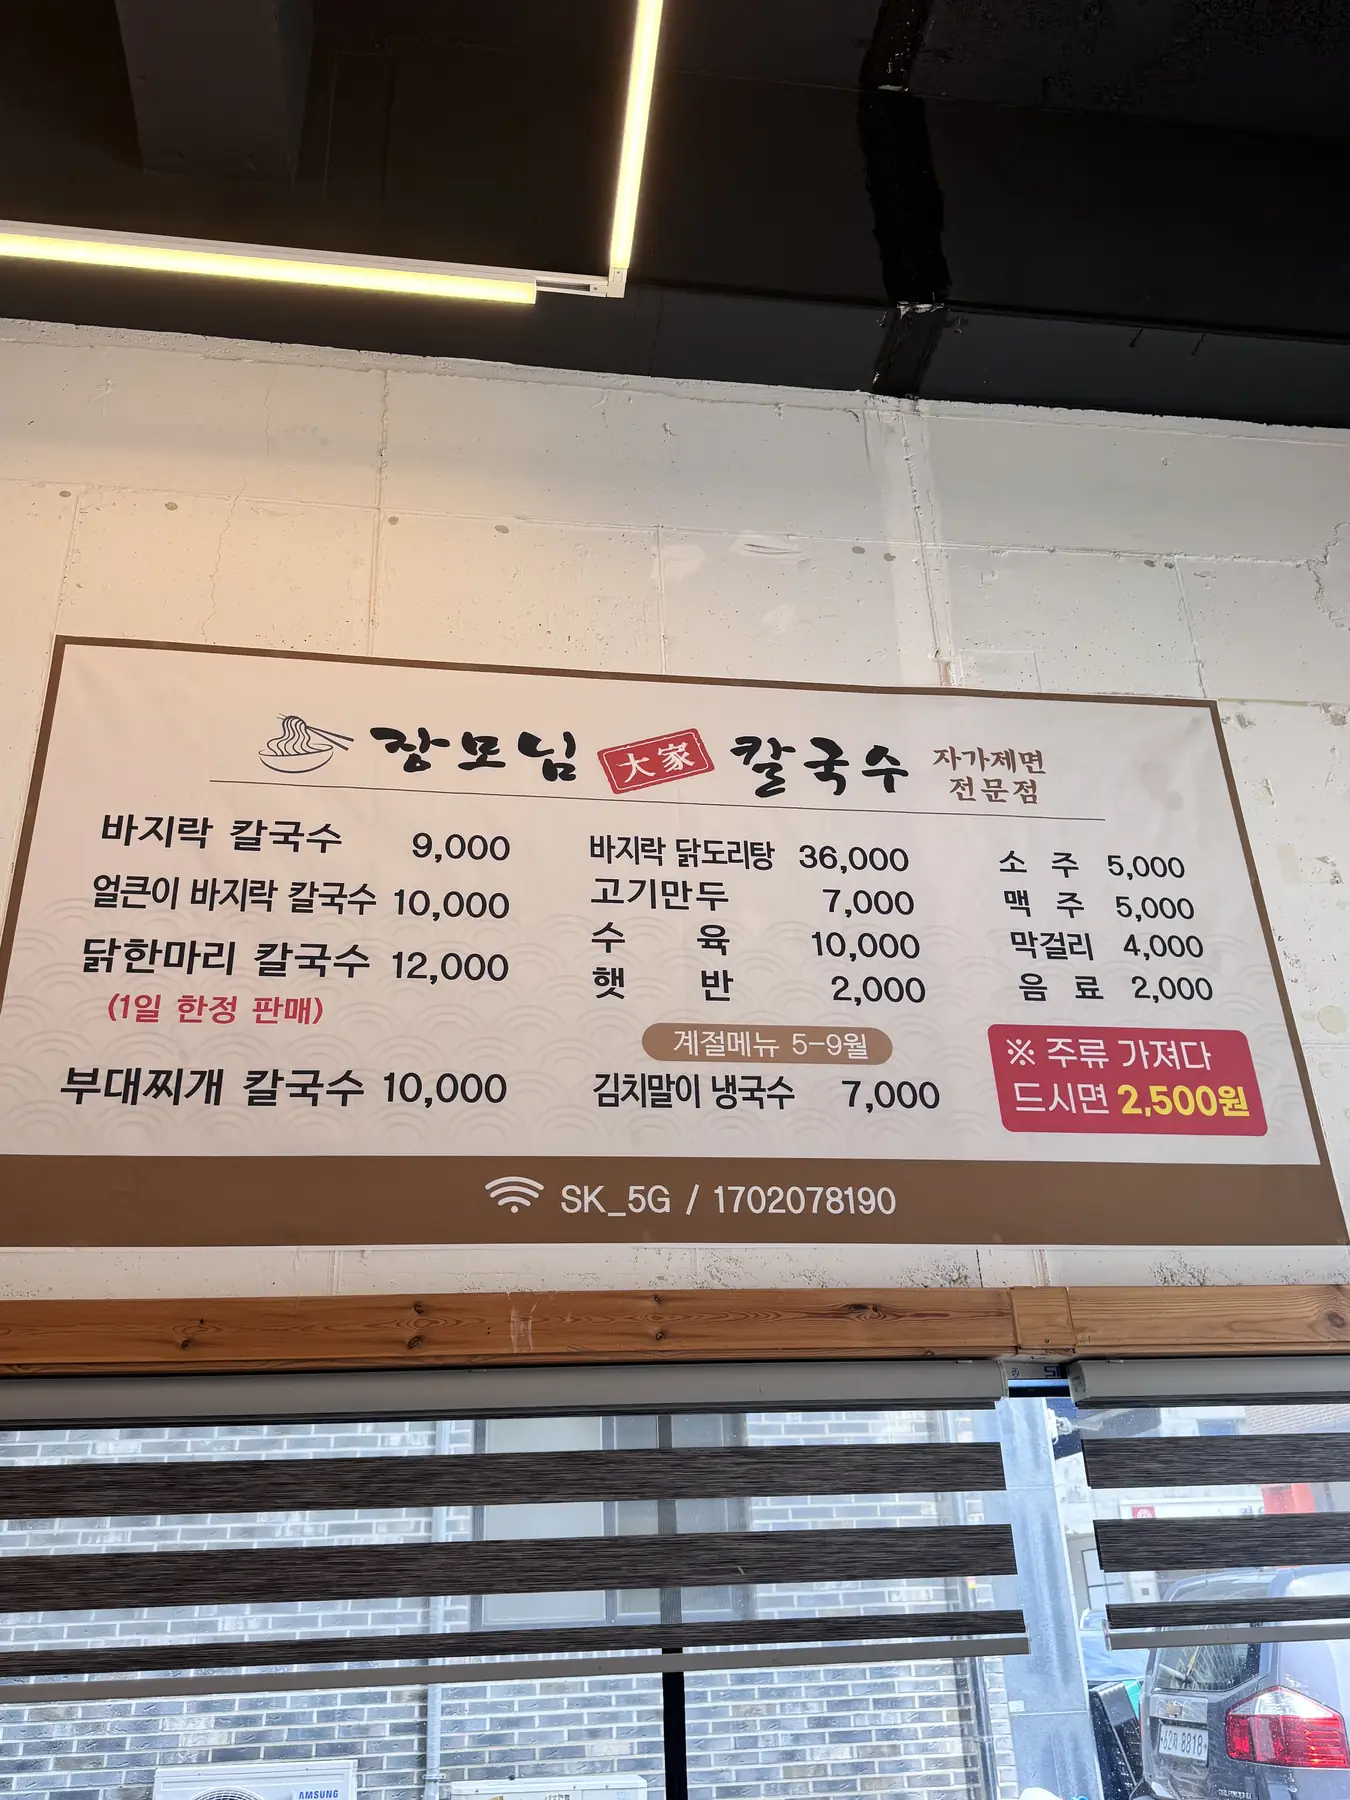 장모님 大家 칼국수 자가제면 전문점
바지락 칼국수 9,000
얼큰이 바지락 칼국수 10,000
닭한마리 칼국수 12,000
(1일 한정 판매)
부대찌개 칼국수 10,000
바지락 닭도리탕 36,000
고기만두 7,000
수 육 10,000
햇 반 2,000
계절메뉴 5-9월
김치말이 냉국수 7,000
소 주 5,000
맥 주 5,000
막걸리 4,000
음 료 2,000
※ 주류 가져다
드시면 2,500원
SK_5G / 1702078190
SAMSUNG